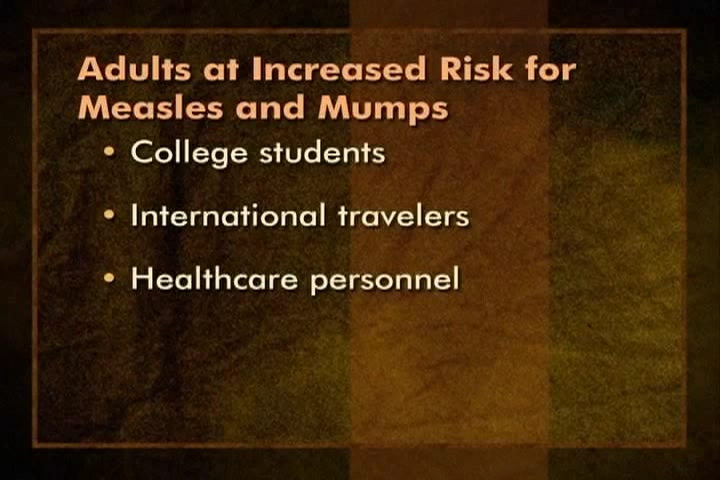 Adults at Increased Risk for
Measles and Mumps
• College students
• International travelers
• Healthcare personnel